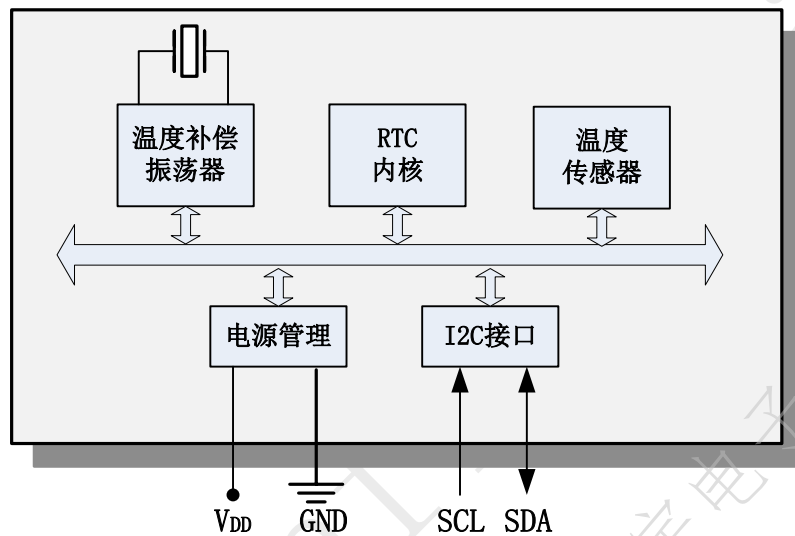 温度补偿
振荡器
RTC
内核
温度
传感器
电源管理
I2C接口
VDD
GND
SCL
SDA